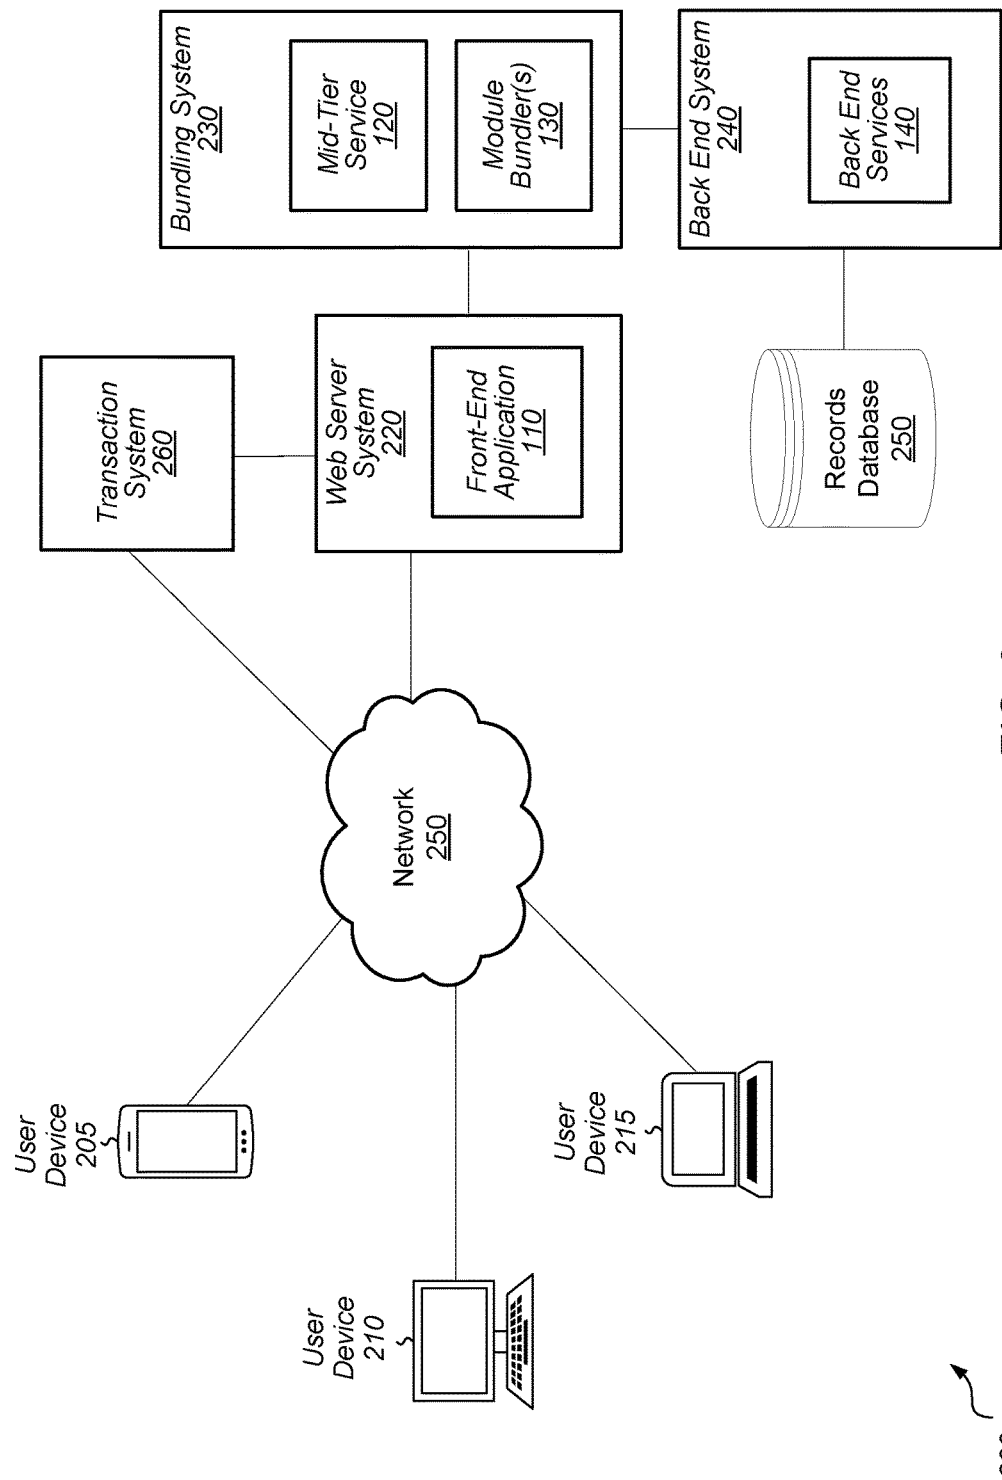 User
Device
205
User
Device
210
User
Device
215
Network
250
Transaction
System
260
Web Server
System
220
Front-End
Application
110
Bundling System
230
Mid-Tier
Service
120
Module
Bundler(s)
130
Back End System
240
Back End
Services
140
Records
Database
250